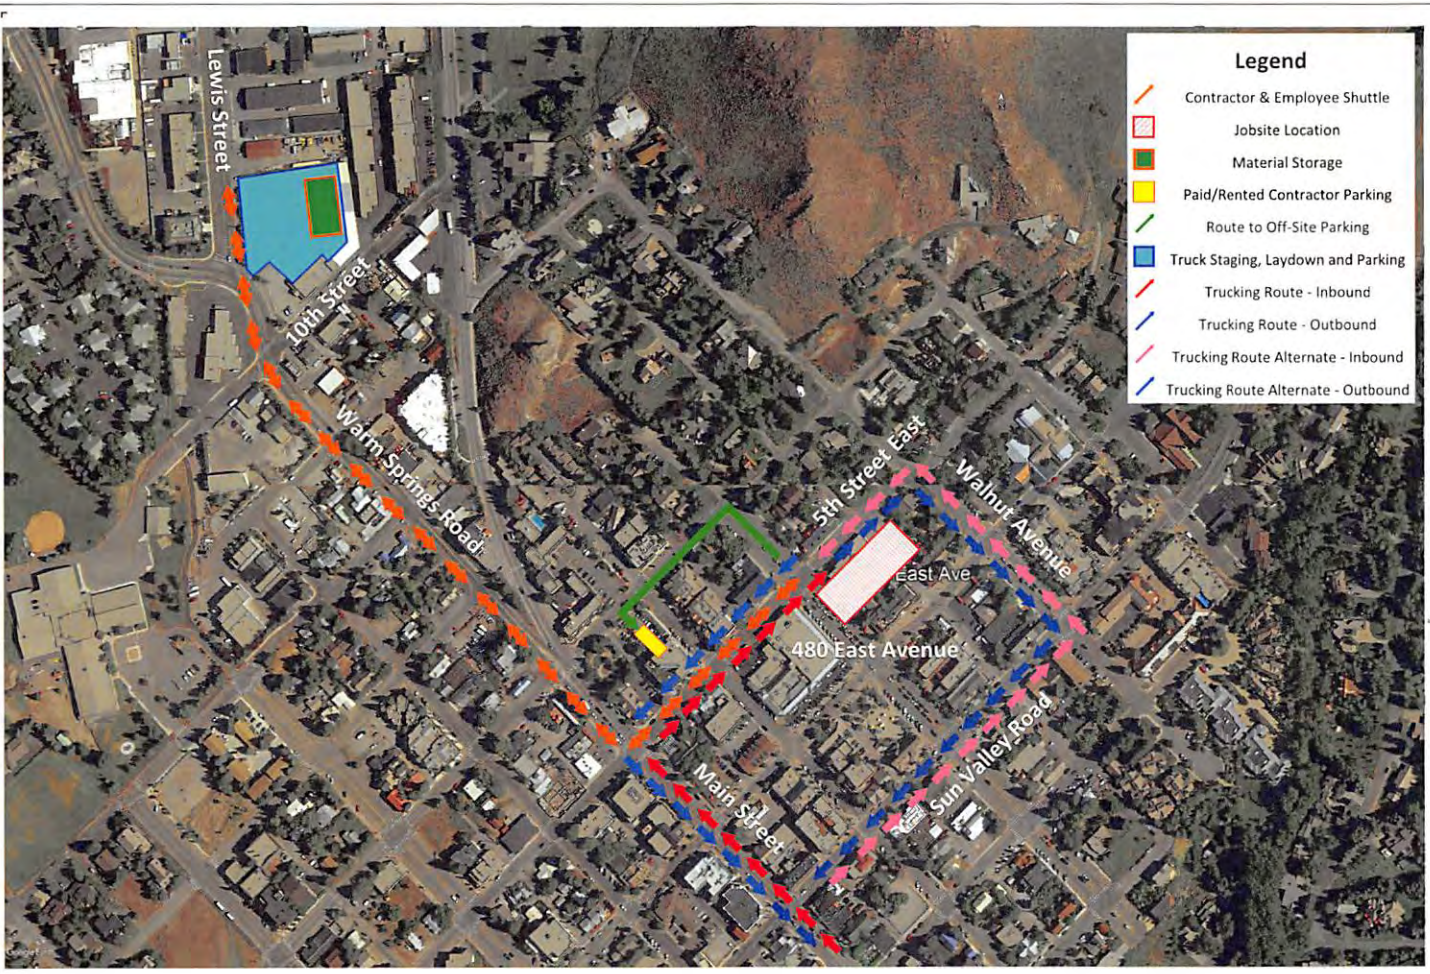 Legend
Contractor & Employee Shuttle
Jobsite Location
Material Storage
Paid/Rented Contractor Parking
Route to Off-Site Parking
Truck Staging, Laydown and Parking
Trucking Route - Inbound
Trucking Route - Outbound
Trucking Route Alternate - Inbound
Trucking Route Alternate - Outbound
Lewis Street
10th Street
Warm Springs Road
5th Street East
Walnut Avenue
East Ave
480 East Avenue
Main Street
Sun Valley Road